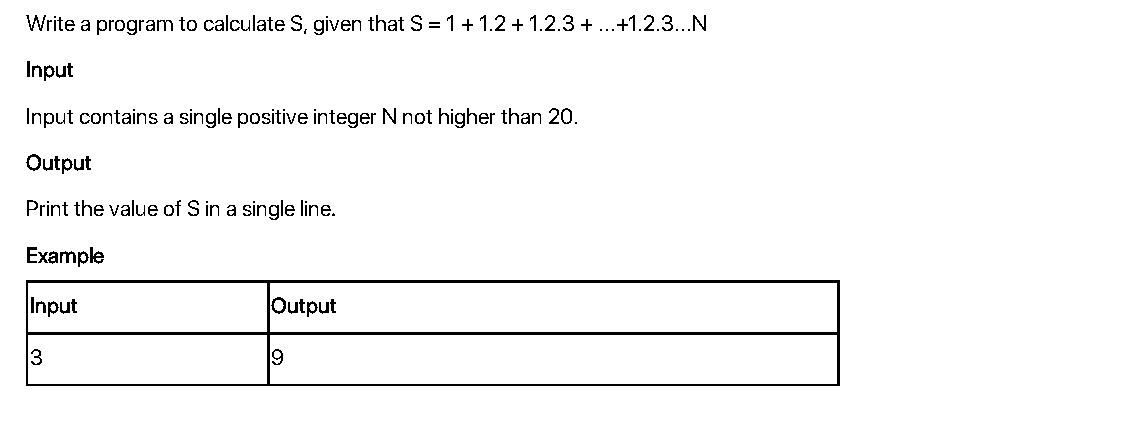 Write a program to calculate S, given that S = 1 + 1.2 + 1.2.3 + ...+1.2.3...N
Input
Input contains a single positive integer N not higher than 20.
Output
Print the value of S in a single line.
Example
Input Output
3 9